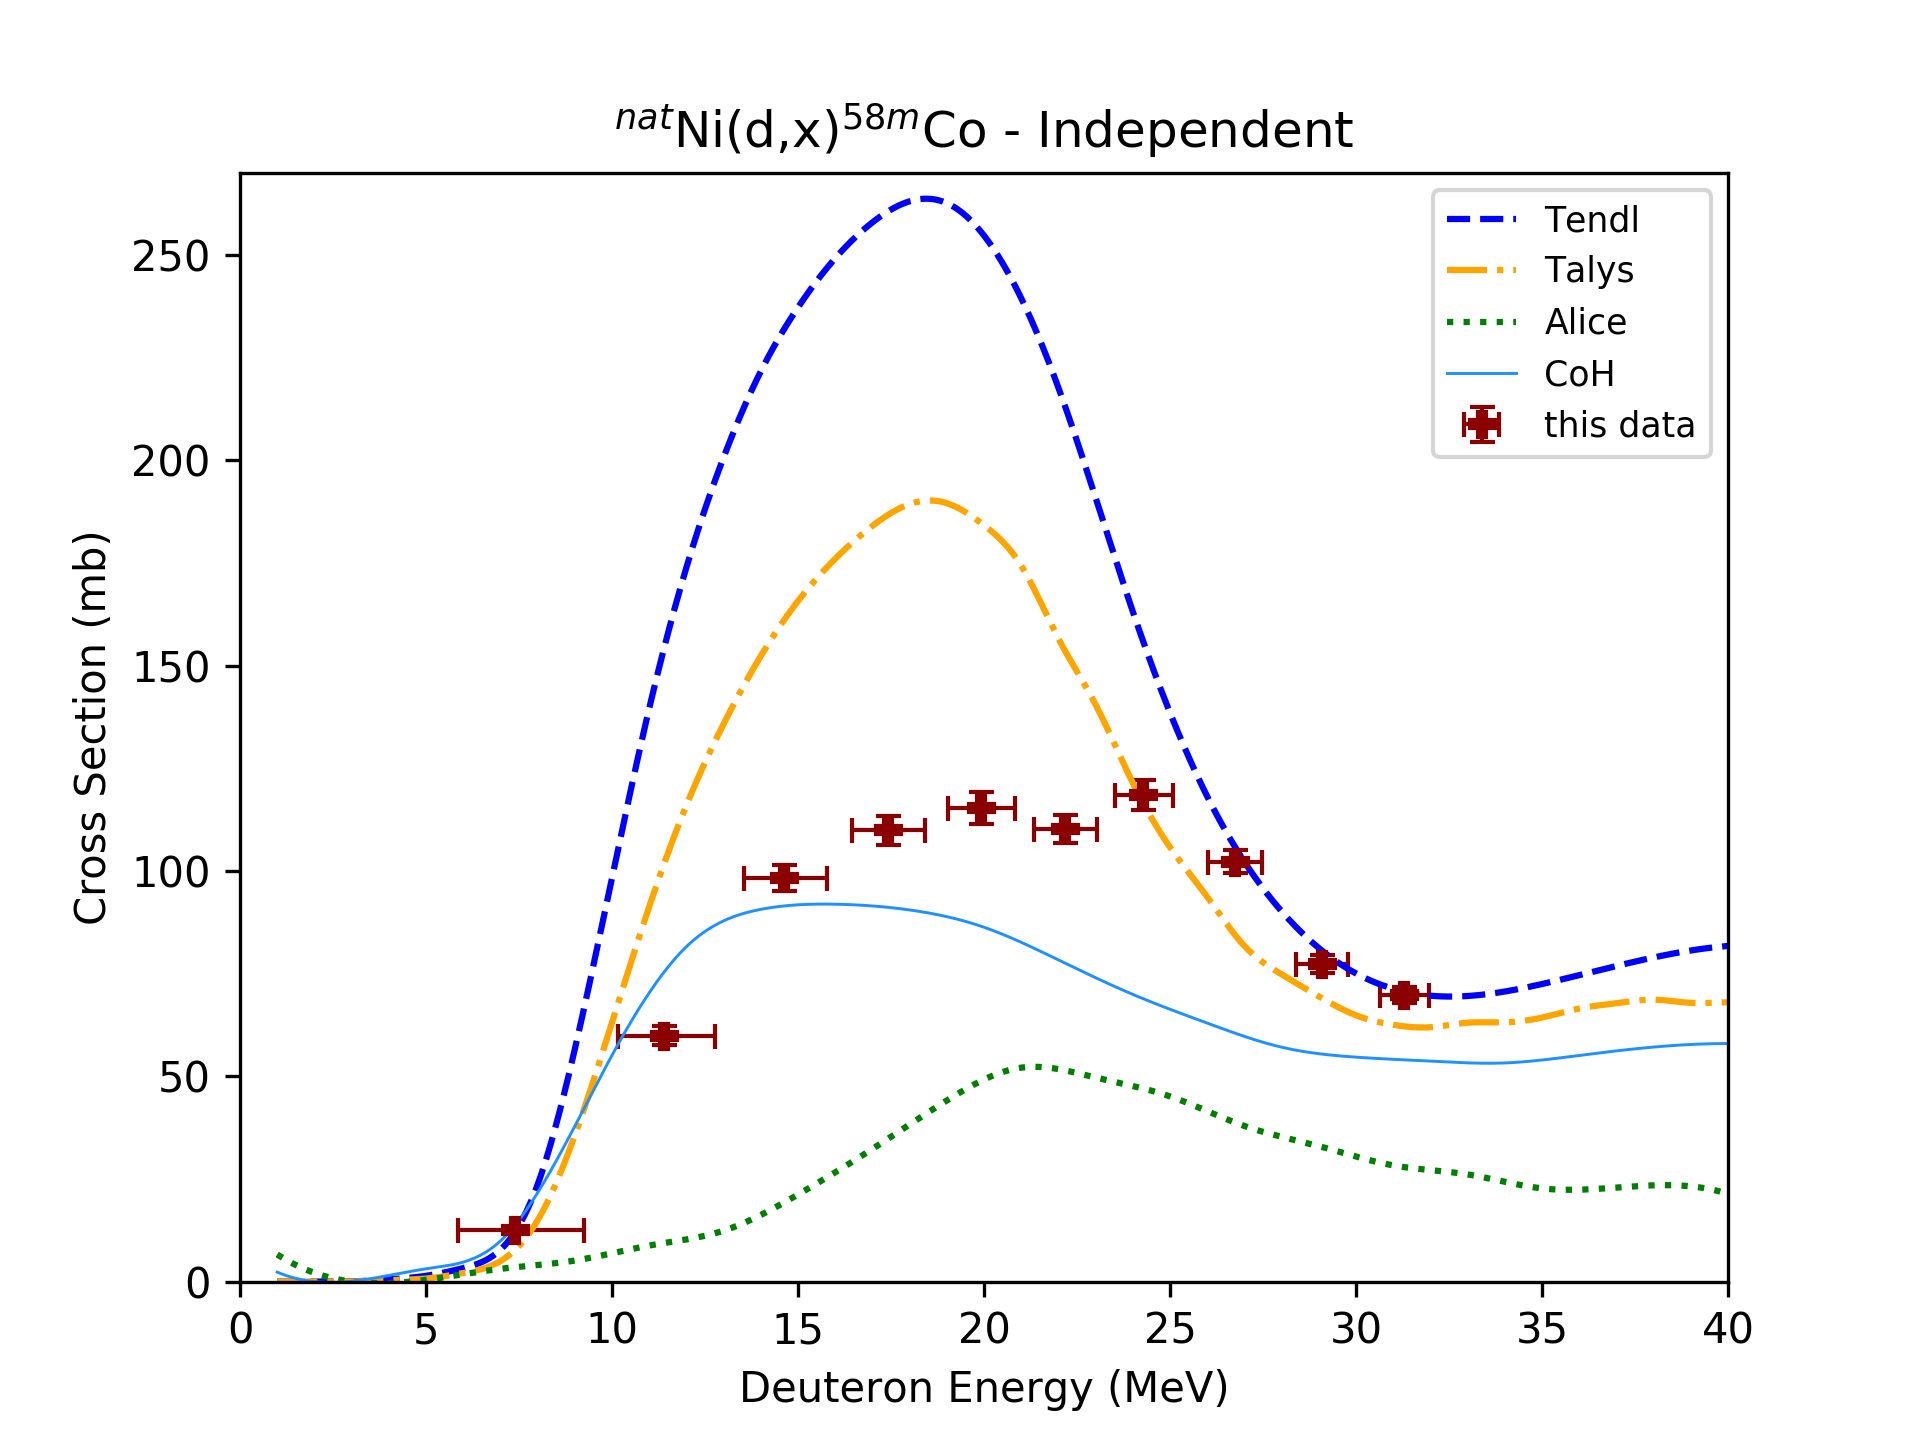 natNi(d,x)58mCo - Independent
Cross Section (mb)
250
200
150
100
50
0
0 5 10 15 20 25 30 35 40
Deuteron Energy (MeV)
Tendl
Talys
Alice
CoH
this data